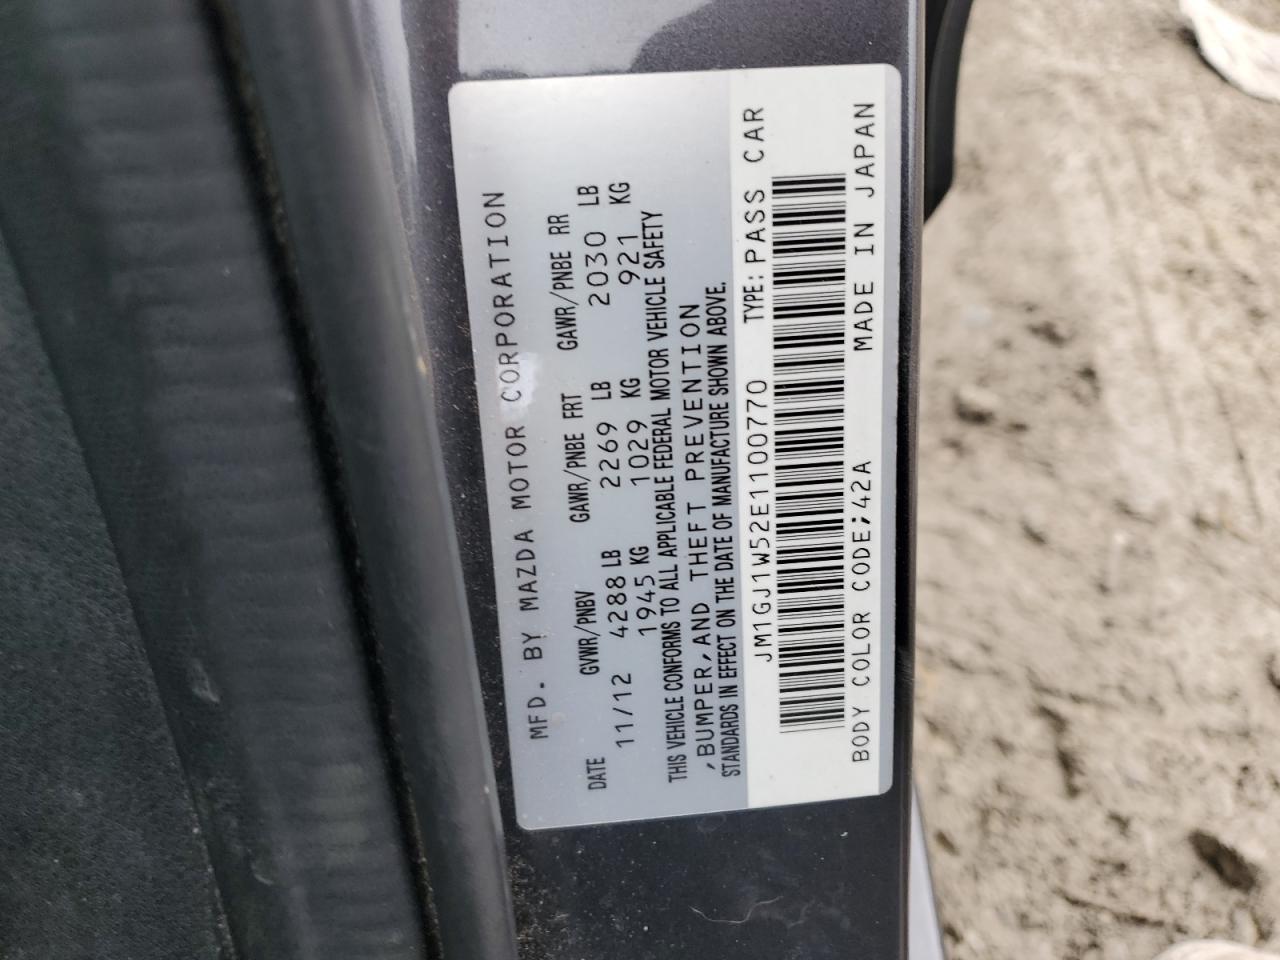 MFD. BY MAZDA MOTOR CORPORATION
DATE GVWR/PNBV GAWR/PNBE FRT GAWR/PNBE RR
11/12 4288 LB 2269 LB 2030 LB
1945 KG 1029 KG 921 KG
THIS VEHICLE CONFORMS TO ALL APPLICABLE FEDERAL MOTOR VEHICLE SAFETY
,BUMPER,AND THEFT PREVENTION
STANDARDS IN EFFECT ON THE DATE OF MANUFACTURE SHOWN ABOVE.
JM1GJ1W52E1100770 TYPE: PASS CAR
BODY COLOR CODE;42A MADE IN JAPAN